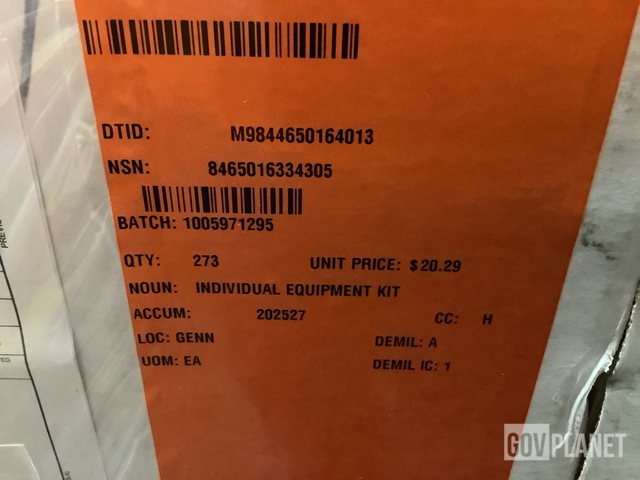 DTID: M9844650164013
NSN: 8465016334305
BATCH: 1005971295
QTY: 273 UNIT PRICE: $20.29
NOUN: INDIVIDUAL EQUIPMENT KIT
ACCUM: 202527 CC: H
LOC: GENN DEMIL: A
UOM: EA DEMIL IC: 1
GOVPLANET